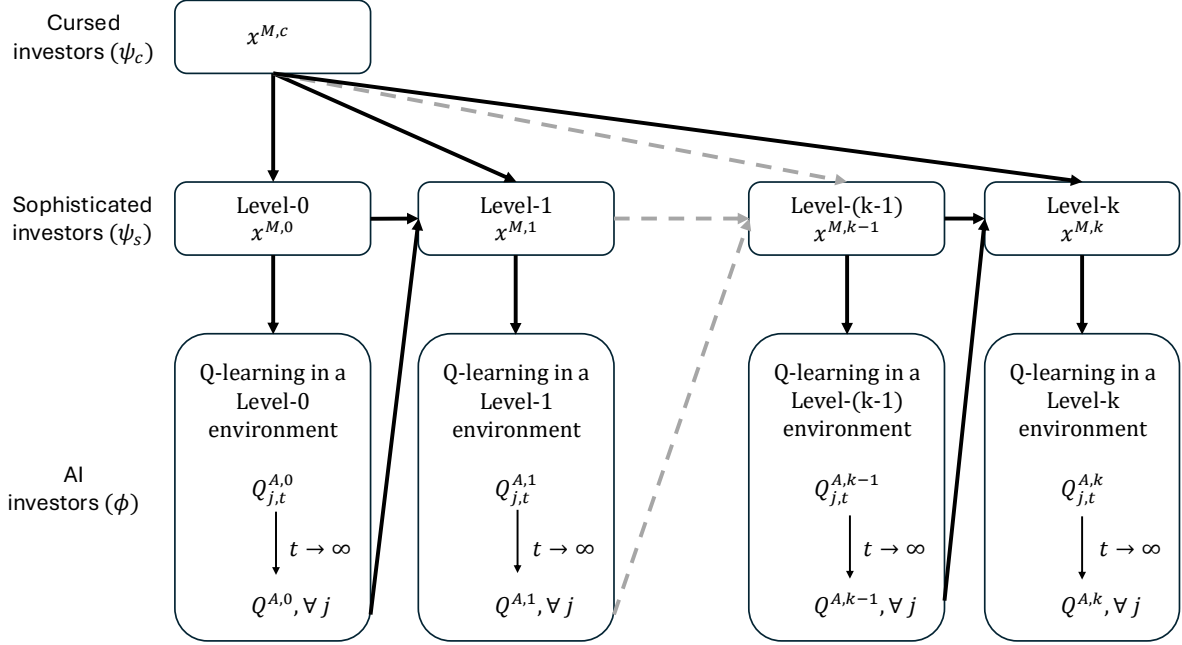 Cursed
investors (ψ_c)
x^{M,c}
Sophisticated
investors (ψ_s)
Level-0
x^{M,0}
Level-1
x^{M,1}
Level-(k-1)
x^{M,k−1}
Level-k
x^{M,k}
AI
investors (ϕ)
Q-learning in a
Level-0
environment
Q_{j,t}^{A,0}
t → ∞
Q^{A,0}, ∀ j
Q-learning in a
Level-1
environment
Q_{j,t}^{A,1}
t → ∞
Q^{A,1}, ∀ j
Q-learning in a
Level-(k-1)
environment
Q_{j,t}^{A,k−1}
t → ∞
Q^{A,k−1}, ∀ j
Q-learning in a
Level-k
environment
Q_{j,t}^{A,k}
t → ∞
Q^{A,k}, ∀ j